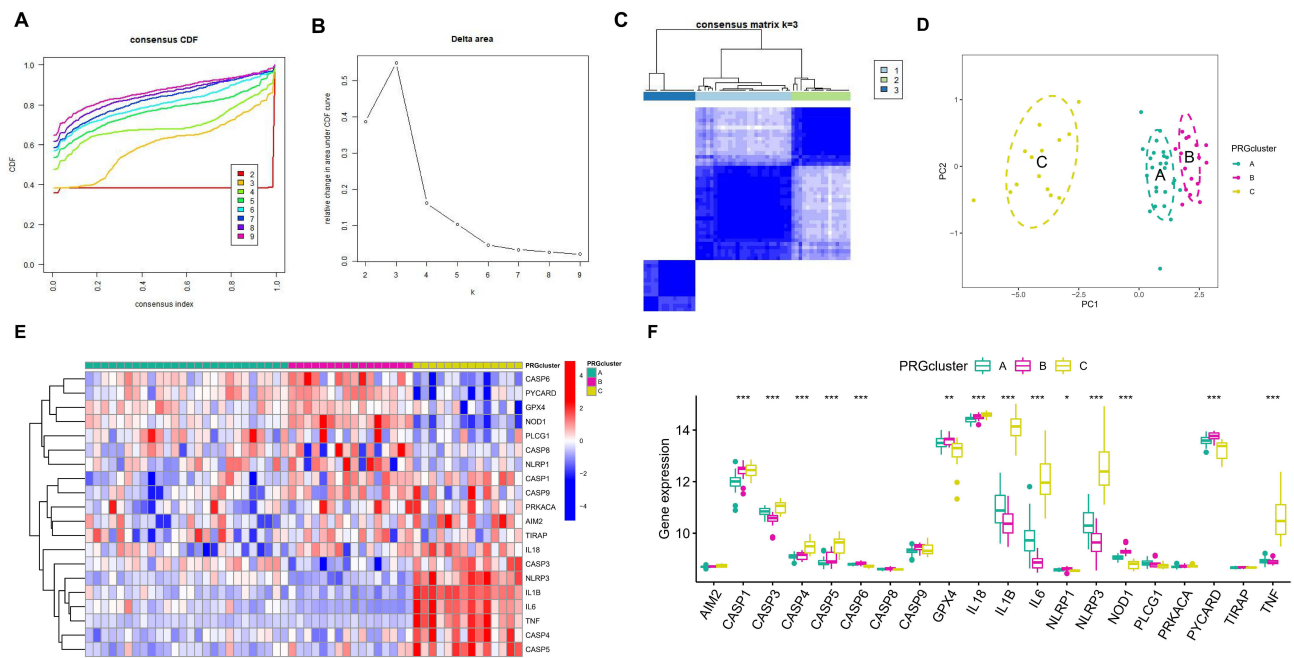 A
consensus CDF
CDF
1.0
0.8
0.6
0.4
0.2
0.0
0.0
0.2
0.4
0.6
0.8
1.0
consensus index
2
3
4
5
6
7
8
9
B
Delta area
relative change in area under CDF curve
0.5
0.4
0.3
0.2
0.1
0.0
2
3
4
5
6
7
8
9
k
C
consensus matrix k=3
1
2
3
D
PC2
1
0
−1
−5.0
−2.5
0.0
2.5
PC1
C
A
B
PRGcluster
A
B
C
E
PRGcluster
CASP6
PYCARD
GPX4
NOD1
PLCG1
CASP8
NLRP1
CASP1
CASP9
PRKACA
AIM2
TIRAP
IL18
CASP3
NLRP3
IL1B
IL6
TNF
CASP4
CASP5
4
2
0
−2
−4
PRGcluster
A
B
C
F
PRGcluster A B C
*** *** *** *** *** ** *** *** *** * *** *** *** ***
Gene expression
14
12
10
AIM2
CASP1
CASP3
CASP4
CASP5
CASP6
CASP8
CASP9
GPX4
IL18
IL1B
IL6
NLRP1
NLRP3
NOD1
PLCG1
PRKACA
PYCARD
TIRAP
TNF